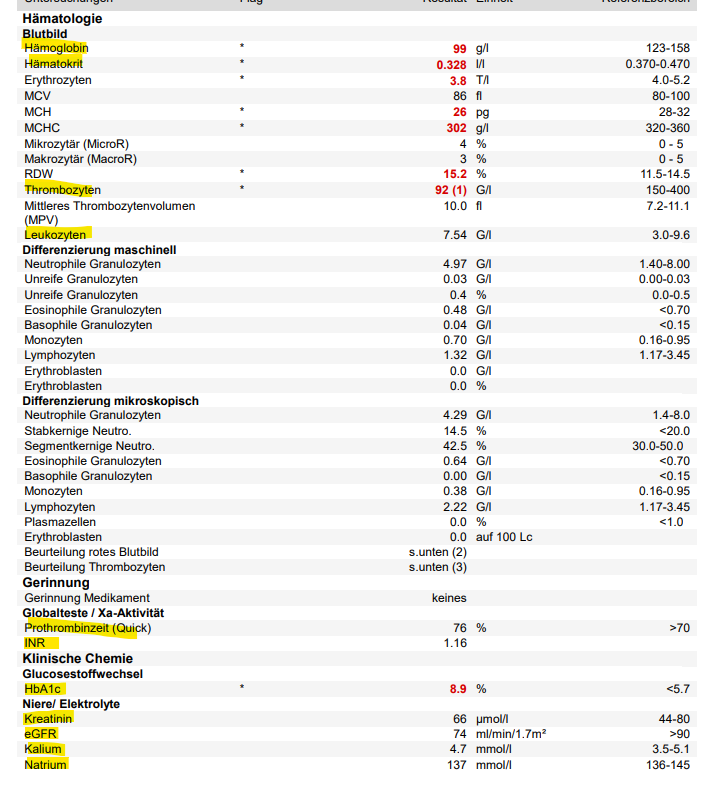 Untersuchungen Flag Resultat Einheit Referenzbereich
Hämatologie
Blutbild
Hämoglobin * 99 g/l 123-158
Hämatokrit * 0.328 l/l 0.370-0.470
Erythrozyten * 3.8 T/l 4.0-5.2
MCV 86 fl 80-100
MCH * 26 pg 28-32
MCHC * 302 g/l 320-360
Mikrozytär (MicroR) 4 % 0 - 5
Makrozytär (MacroR) 3 % 0 - 5
RDW * 15.2 % 11.5-14.5
Thrombozyten * 92 (1) G/l 150-400
Mittleres Thrombozytenvolumen 10.0 fl 7.2-11.1
(MPV)
Leukozyten 7.54 G/l 3.0-9.6
Differenzierung maschinell
Neutrophile Granulozyten 4.97 G/l 1.40-8.00
Unreife Granulozyten 0.03 G/l 0.00-0.03
Unreife Granulozyten 0.4 % 0.0-0.5
Eosinophile Granulozyten 0.48 G/l <0.70
Basophile Granulozyten 0.04 G/l <0.15
Monozyten 0.70 G/l 0.16-0.95
Lymphozyten 1.32 G/l 1.17-3.45
Erythroblasten 0.0 G/l
Erythroblasten 0.0 %
Differenzierung mikroskopisch
Neutrophile Granulozyten 4.29 G/l 1.4-8.0
Stabkernige Neutro. 14.5 % <20.0
Segmentkernige Neutro. 42.5 % 30.0-50.0
Eosinophile Granulozyten 0.64 G/l <0.70
Basophile Granulozyten 0.00 G/l <0.15
Monozyten 0.38 G/l 0.16-0.95
Lymphozyten 2.22 G/l 1.17-3.45
Plasmazellen 0.0 % <1.0
Erythroblasten 0.0 auf 100 Lc
Beurteilung rotes Blutbild s.unten (2)
Beurteilung Thrombozyten s.unten (3)
Gerinnung
Gerinnung Medikament keines
Globalteste / Xa-Aktivität
Prothrombinzeit (Quick) 76 % >70
INR 1.16
Klinische Chemie
Glucosestoffwechsel
HbA1c * 8.9 % <5.7
Niere/ Elektrolyte
Kreatinin 66 µmol/l 44-80
eGFR 74 ml/min/1.7m² >90
Kalium 4.7 mmol/l 3.5-5.1
Natrium 137 mmol/l 136-145